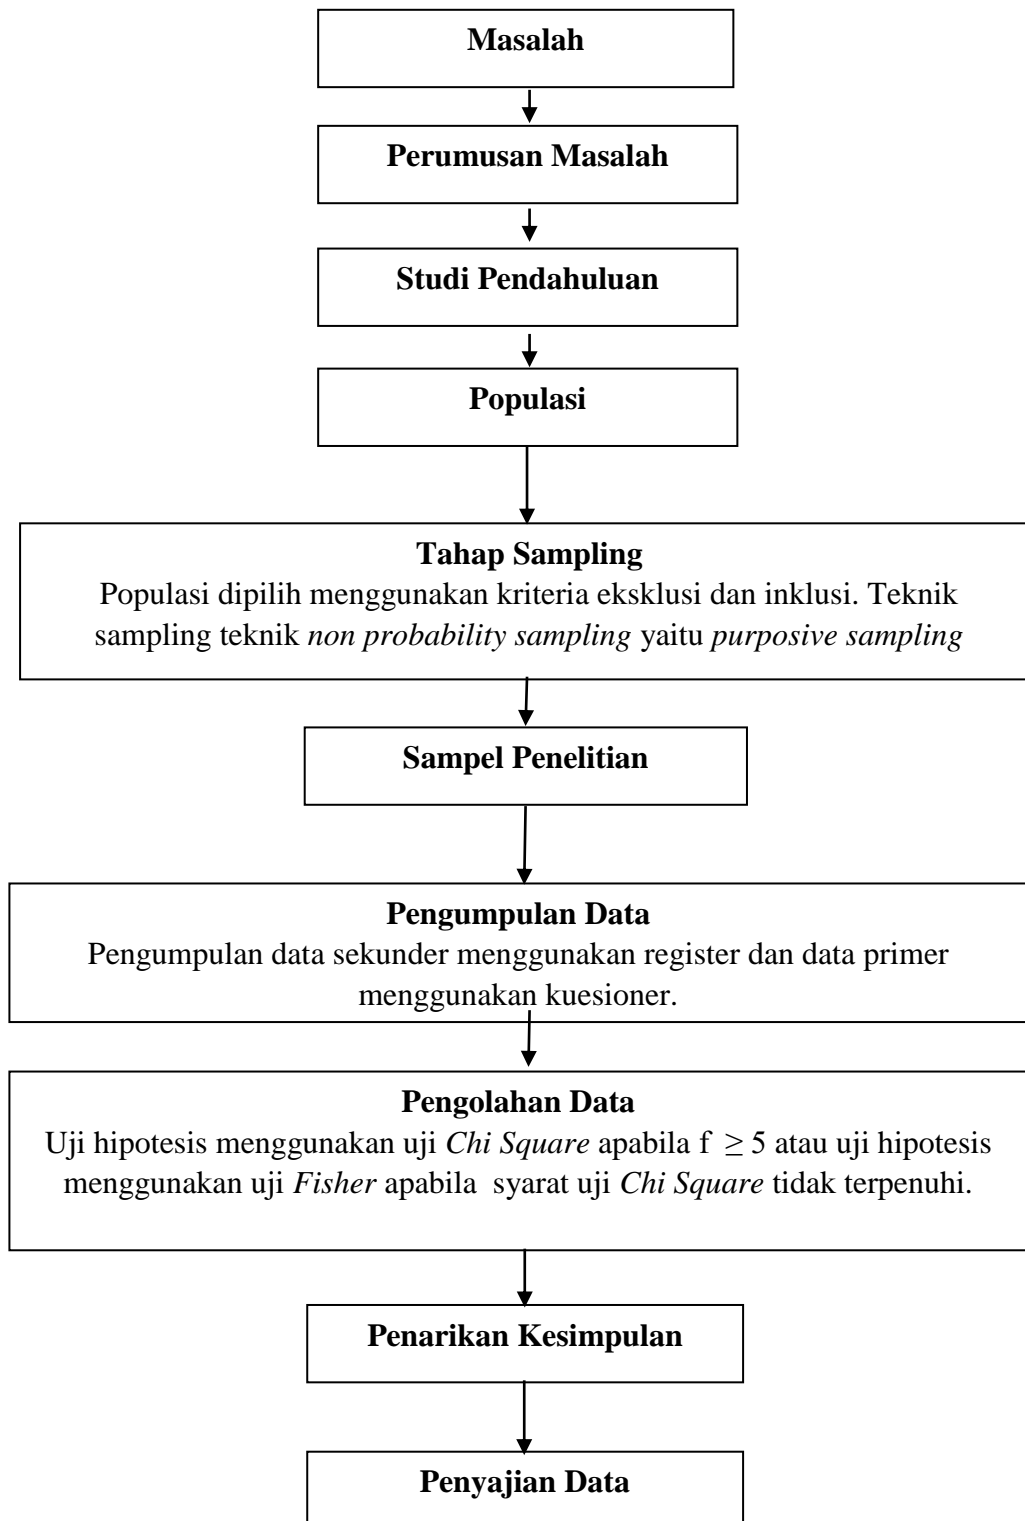 Masalah
Perumusan Masalah
Studi Pendahuluan
Populasi
Tahap Sampling
Populasi dipilih menggunakan kriteria eksklusi dan inklusi. Teknik
sampling teknik non probability sampling yaitu purposive sampling
Sampel Penelitian
Pengumpulan Data
Pengumpulan data sekunder menggunakan register dan data primer
menggunakan kuesioner.
Pengolahan Data
Uji hipotesis menggunakan uji Chi Square apabila f ≥ 5 atau uji hipotesis
menggunakan uji Fisher apabila syarat uji Chi Square tidak terpenuhi.
Penarikan Kesimpulan
Penyajian Data